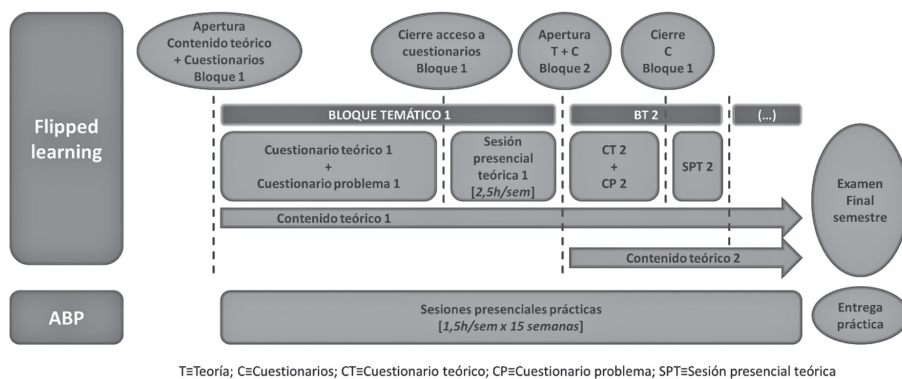 Apertura
Contenido teórico
+ Cuestionarios
Bloque 1
Cierre acceso a
cuestionarios
Bloque 1
Apertura
T + C
Bloque 2
Cierre
C
Bloque 1
Flipped
learning
BLOQUE TEMÁTICO 1
BT 2
(...)
Cuestionario teórico 1
+
Cuestionario problema 1
Sesión
presencial
teórica 1
[2,5h/sem]
CT 2
+
CP 2
SPT 2
Contenido teórico 1
Contenido teórico 2
Examen
Final
semestre
ABP
Sesiones presenciales prácticas
[1,5h/sem x 15 semanas]
Entrega
práctica
T≡Teoría; C≡Cuestionarios; CT≡Cuestionario teórico; CP≡Cuestionario problema; SPT≡Sesión presencial teórica